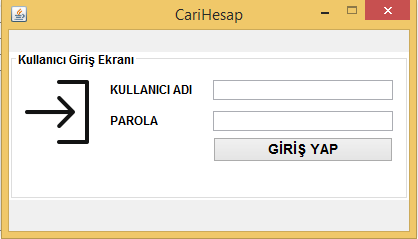 CariHesap
Kullanıcı Giriş Ekranı
KULLANICI ADI
PAROLA
GİRİŞ YAP